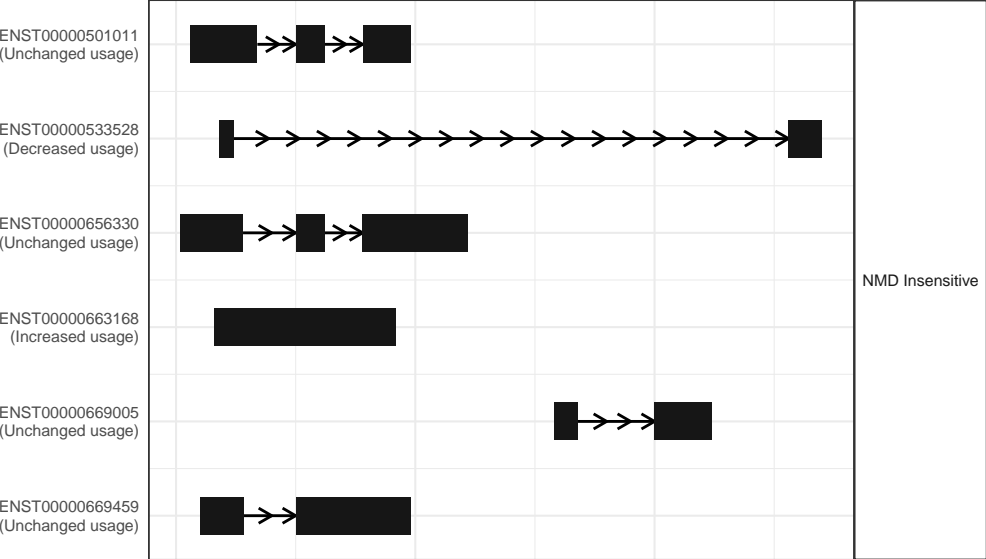 ENST00000501011
(Unchanged usage)
ENST00000533528
(Decreased usage)
ENST00000656330
(Unchanged usage)
ENST00000663168
(Increased usage)
ENST00000669005
(Unchanged usage)
ENST00000669459
(Unchanged usage)
NMD Insensitive